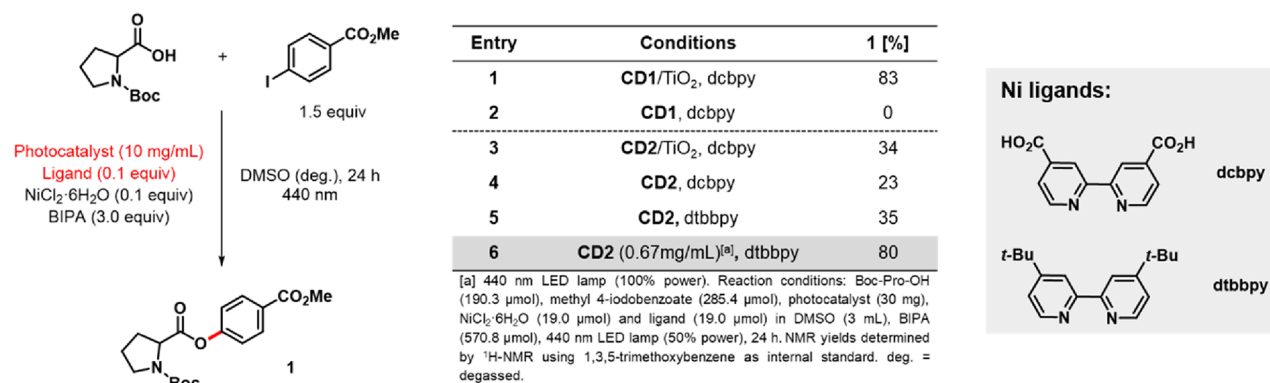 O
OH
N
Boc
+
I
CO₂Me
1.5 equiv
Photocatalyst (10 mg/mL)
Ligand (0.1 equiv)
NiCl₂·6H₂O (0.1 equiv)
BIPA (3.0 equiv)
DMSO (deg.), 24 h
440 nm
O
O
N
Boc
CO₂Me
1
Entry Conditions 1 [%]
1 CD1/TiO₂, dcbpy 83
2 CD1, dcbpy 0
3 CD2/TiO₂, dcbpy 34
4 CD2, dcbpy 23
5 CD2, dtbbpy 35
6 CD2 (0.67mg/mL)[a], dtbbpy 80
[a] 440 nm LED lamp (100% power). Reaction conditions: Boc-Pro-OH
(190.3 μmol), methyl 4-iodobenzoate (285.4 μmol), photocatalyst (30 mg),
NiCl₂·6H₂O (19.0 μmol) and ligand (19.0 μmol) in DMSO (3 mL), BIPA
(570.8 μmol), 440 nm LED lamp (50% power), 24 h. NMR yields determined
by ¹H-NMR using 1,3,5-trimethoxybenzene as internal standard. deg. =
degassed.
Ni ligands:
HO₂C
CO₂H
N
N
dcbpy
t-Bu
t-Bu
N
N
dtbbpy